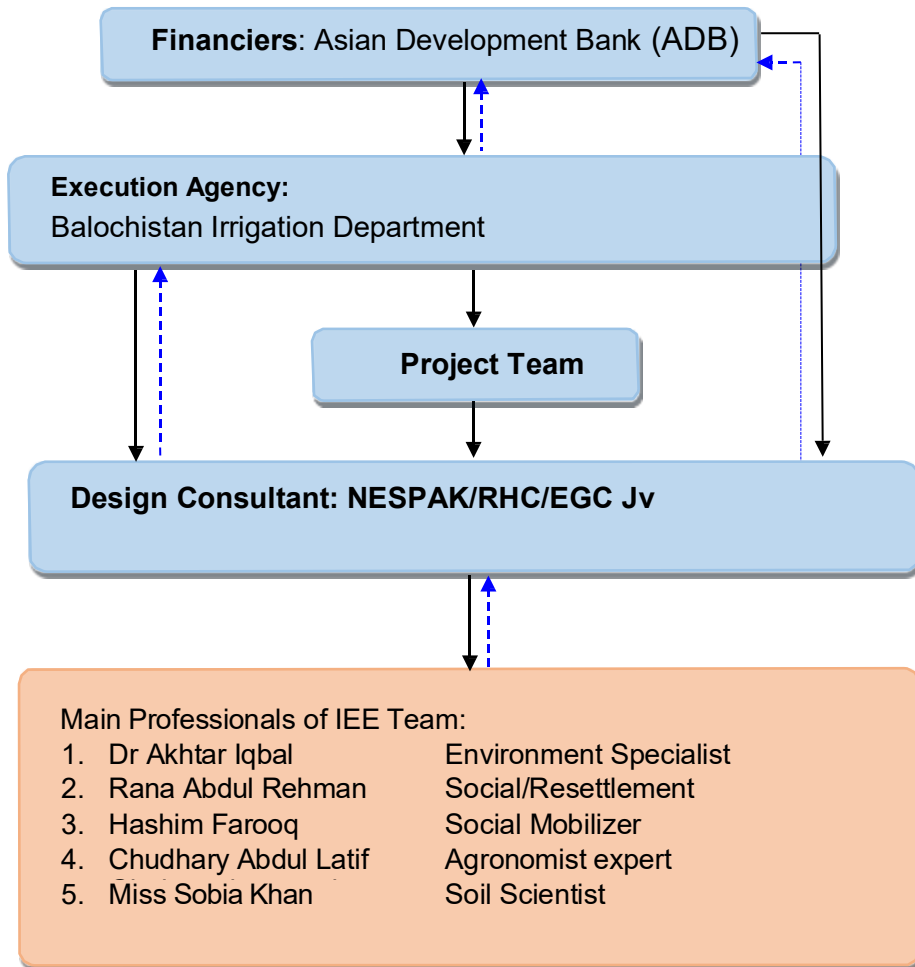 Financiers: Asian Development Bank (ADB)
Execution Agency:
Balochistan Irrigation Department
Project Team
Design Consultant: NESPAK/RHC/EGC Jv
Main Professionals of IEE Team:
1. Dr Akhtar Iqbal Environment Specialist
2. Rana Abdul Rehman Social/Resettlement
3. Hashim Farooq Social Mobilizer
4. Chudhary Abdul Latif Agronomist expert
5. Miss Sobia Khan Soil Scientist